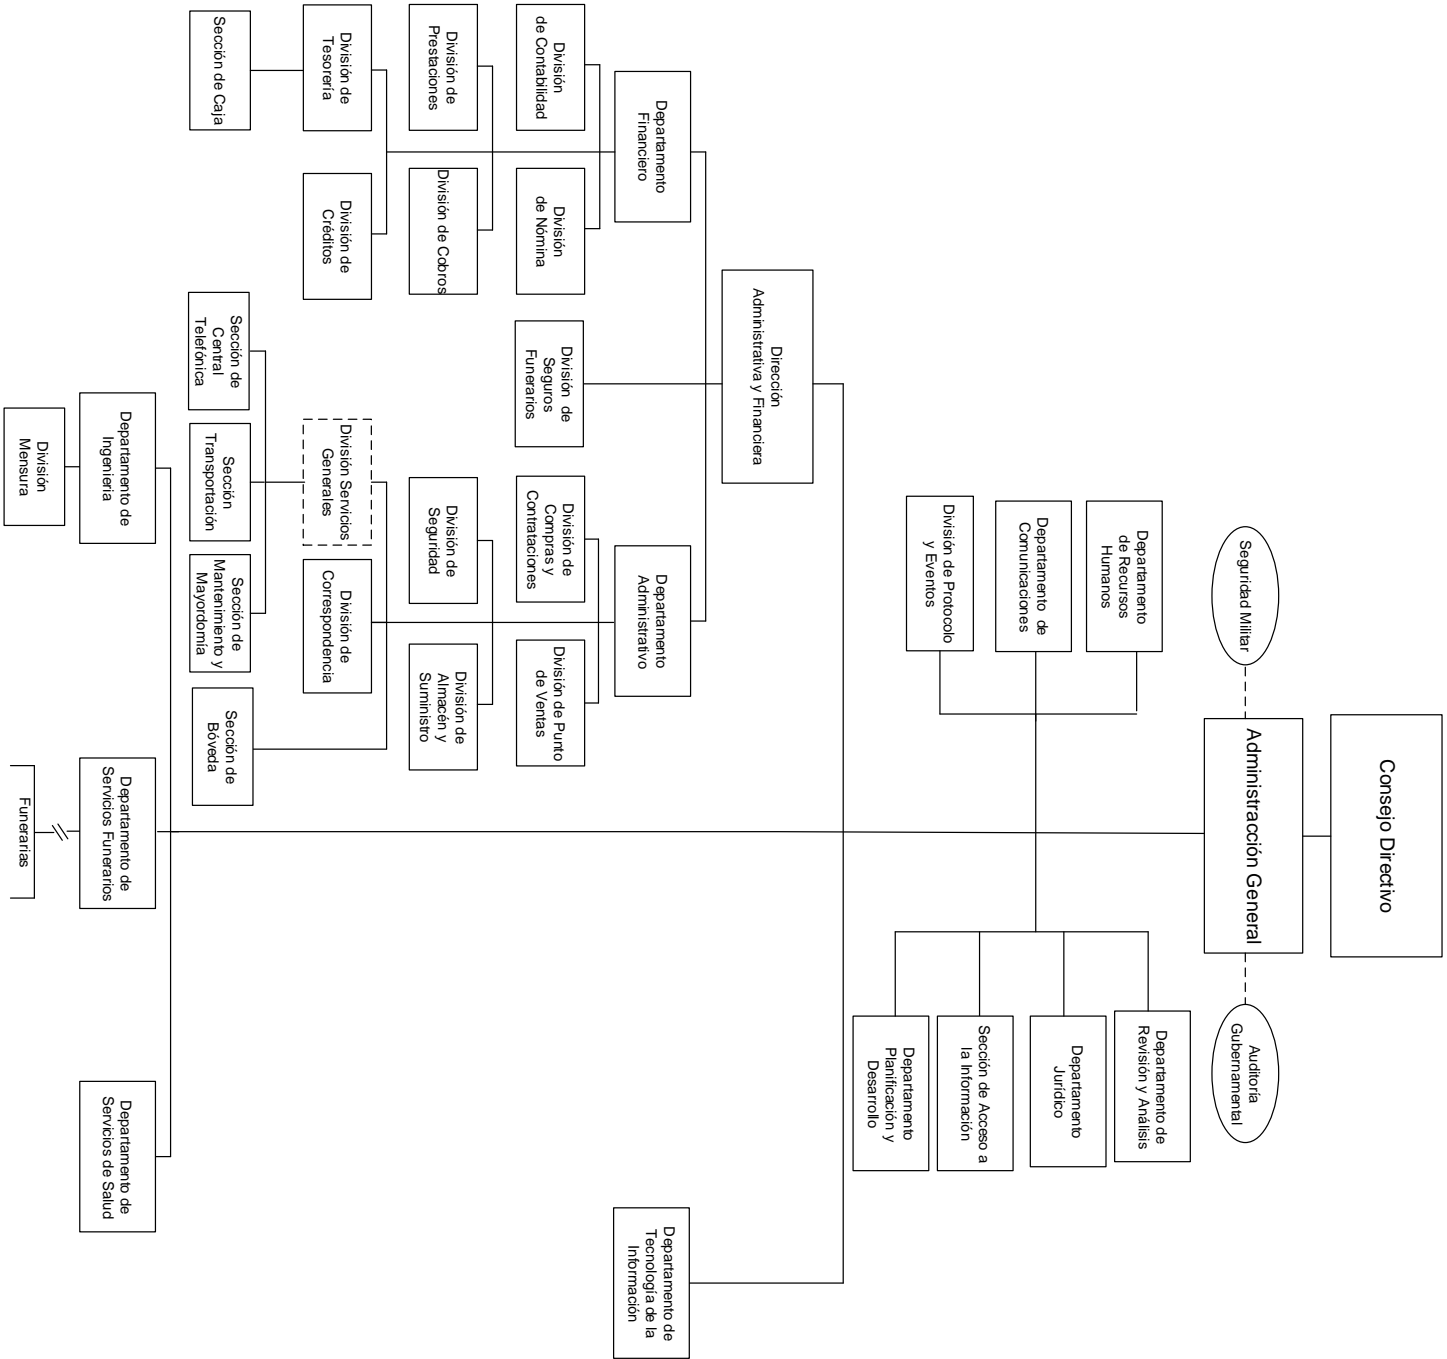 Consejo Directivo
Seguridad Militar
Administracción General
Auditoría
Gubernamental
Departamento
de Recursos
Humanos
Departamento de
Comunicaciones
División de Protocolo
y Eventos
Departamento de
Revisión y Análisis
Departamento
Jurídico
Sección de Acceso a
la Información
Departamento
Planificación y
Desarrollo
Dirección
Administrativa y Financiera
Departamento de
Tecnología de la
Información
Departamento
Financiero
División de
Seguros
Funerarios
Departamento
Administrativo
División
de Contabilidad
División
de Nómina
División de
Compras y
Contrataciones
División de Punto
de Ventas
División de
Prestaciones
División de Cobros
División de
Seguridad
División de
Almacén y
Suministro
División de
Tesorería
División de
Créditos
División Servicios
Generales
División de
Correspondencia
Sección de Caja
Sección de
Central
Telefónica
Sección
Transportación
Sección de
Mantenimiento y
Mayordomía
Sección de
Bóveda
Departamento de
Ingenieria
Departamento de
Servicios Funerarios
Departamento de
Servicios de Salud
División
Mensura
Funerarias